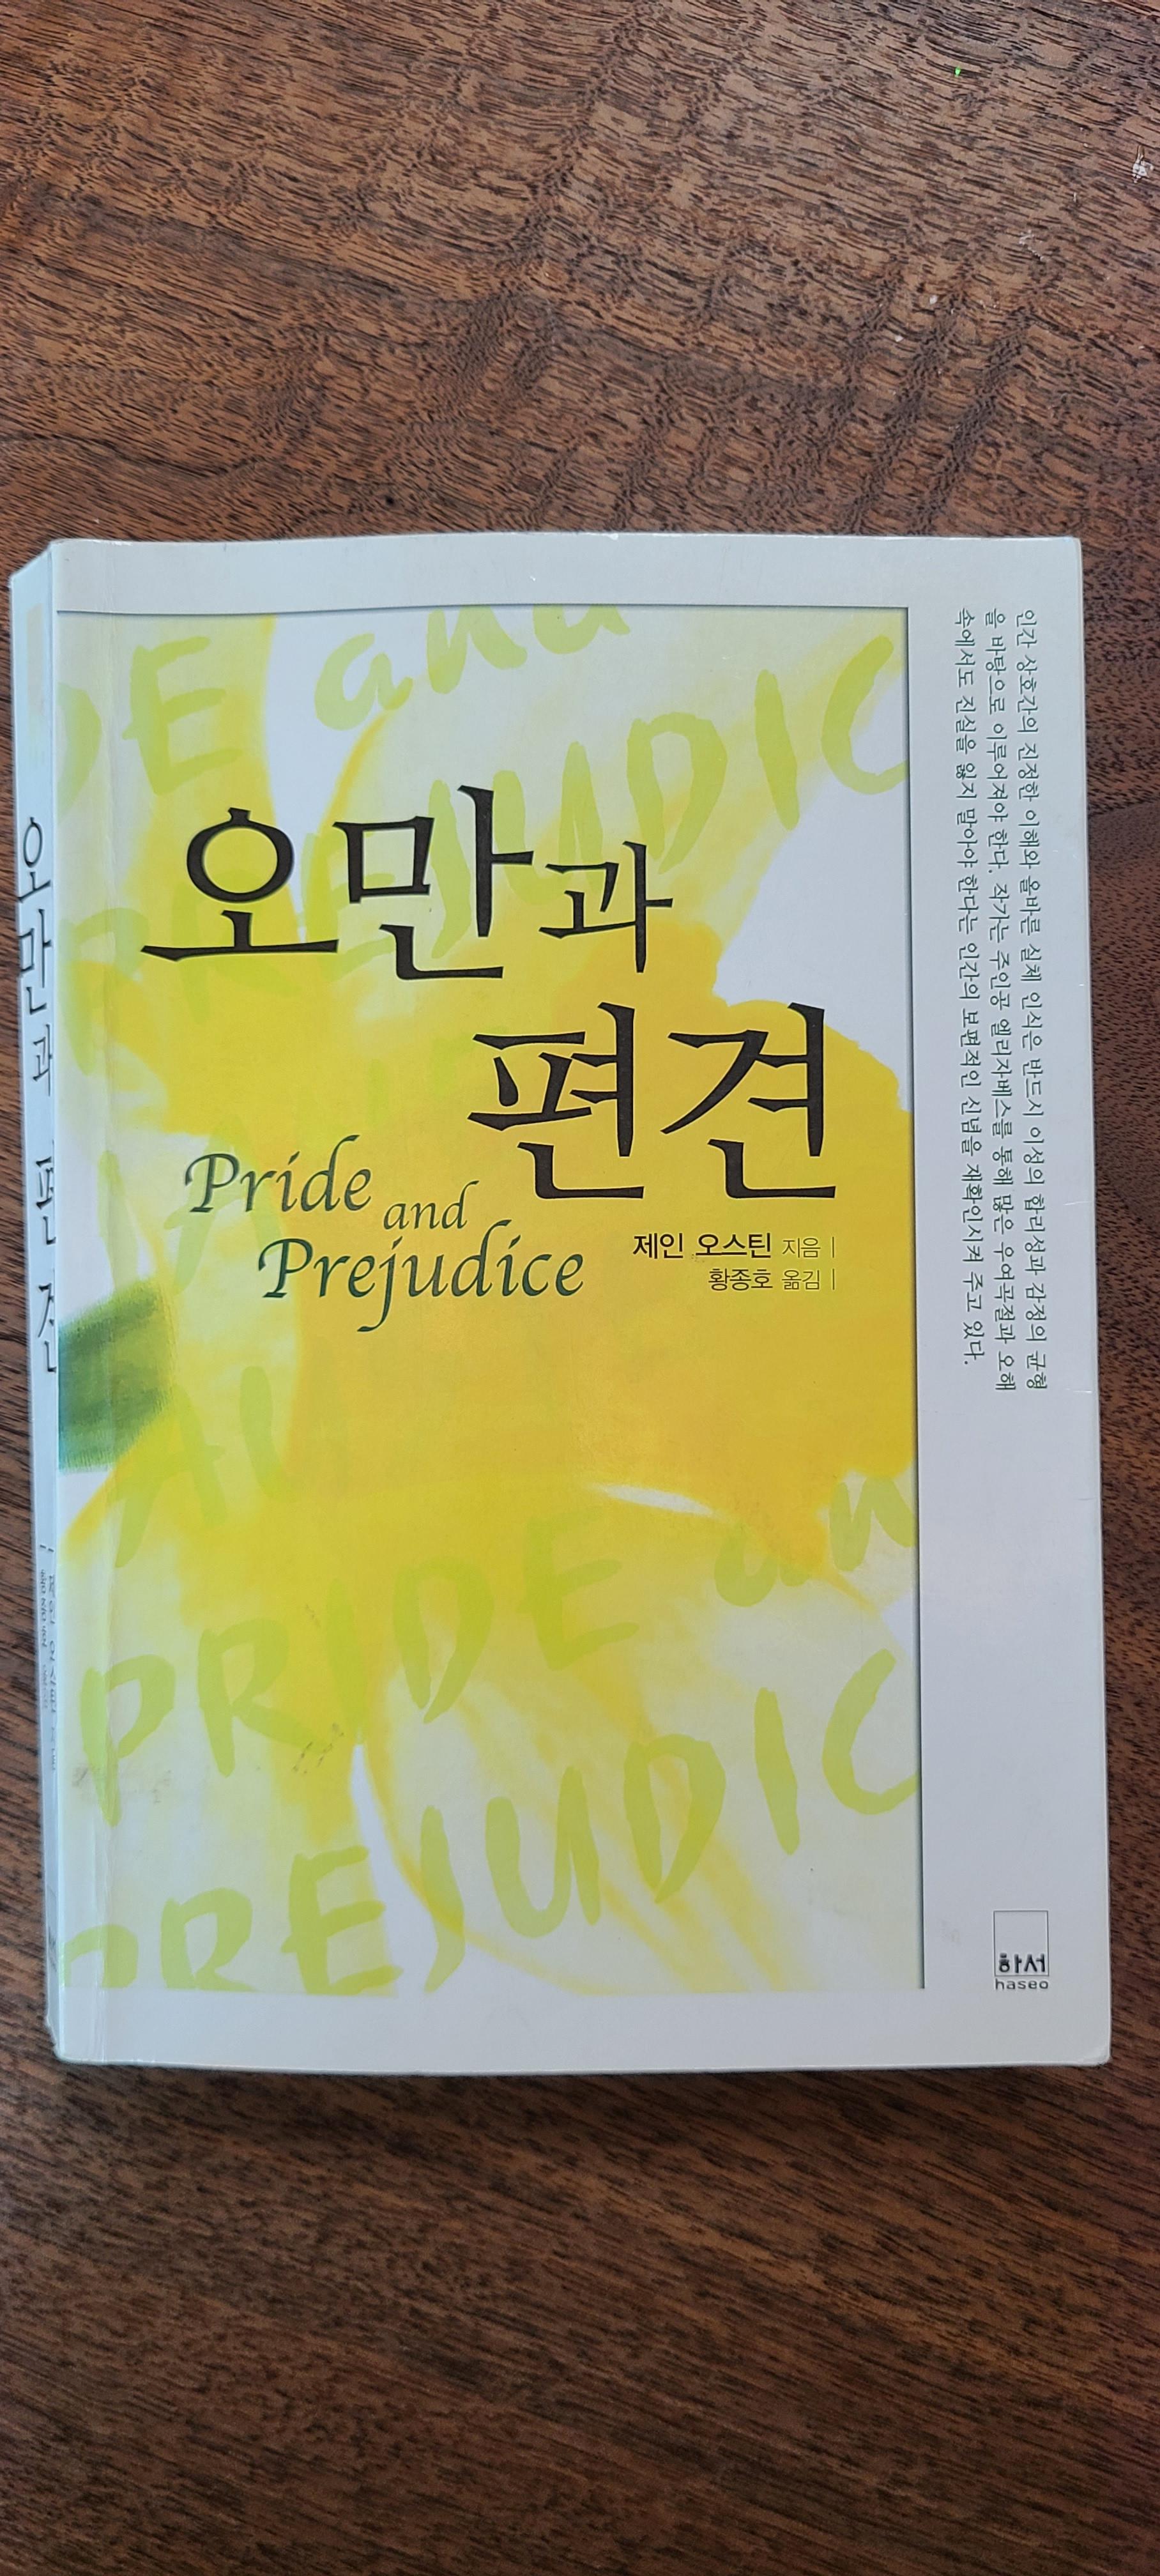 오만과
편견
Pride
and
Prejudice
제인 오스틴 지음 |
황종호 옮김 |
인간 상호간의 진정한 이해와 올바른 실체 인식은 반드시 이성의 합리성과 감정의 균형
을 바탕으로 이루어져야 한다. 작가는 주인공 엘리자베스를 통해 많은 우여곡절과 오해
속에서도 진실을 잃지 말아야 한다는 인간의 보편적인 신념을 재확인시켜 주고 있다.
하서
haseo
오만과 편견
DE and
PREJUDIC
PRIDE an
PREJUDIC